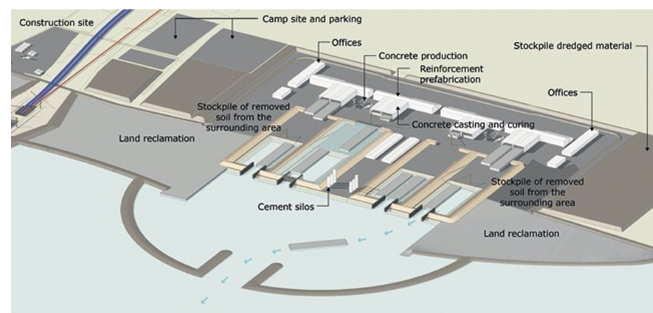 Construction site
Camp site and parking
Offices
Concrete production
Stockpile dredged material
Reinforcement
prefabrication
Offices
Stockpile of removed
soil from the
surrounding area
Concrete casting and curing
Land reclamation
Stockpile of removed
soil from the
surrounding area
Cement silos
Land reclamation